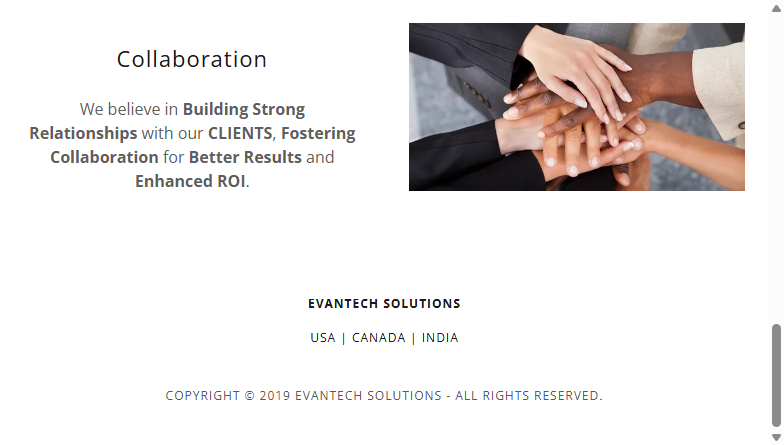 Collaboration
We believe in Building Strong
Relationships with our CLIENTS, Fostering
Collaboration for Better Results and
Enhanced ROI.
EVANTECH SOLUTIONS
USA | CANADA | INDIA
COPYRIGHT © 2019 EVANTECH SOLUTIONS - ALL RIGHTS RESERVED.